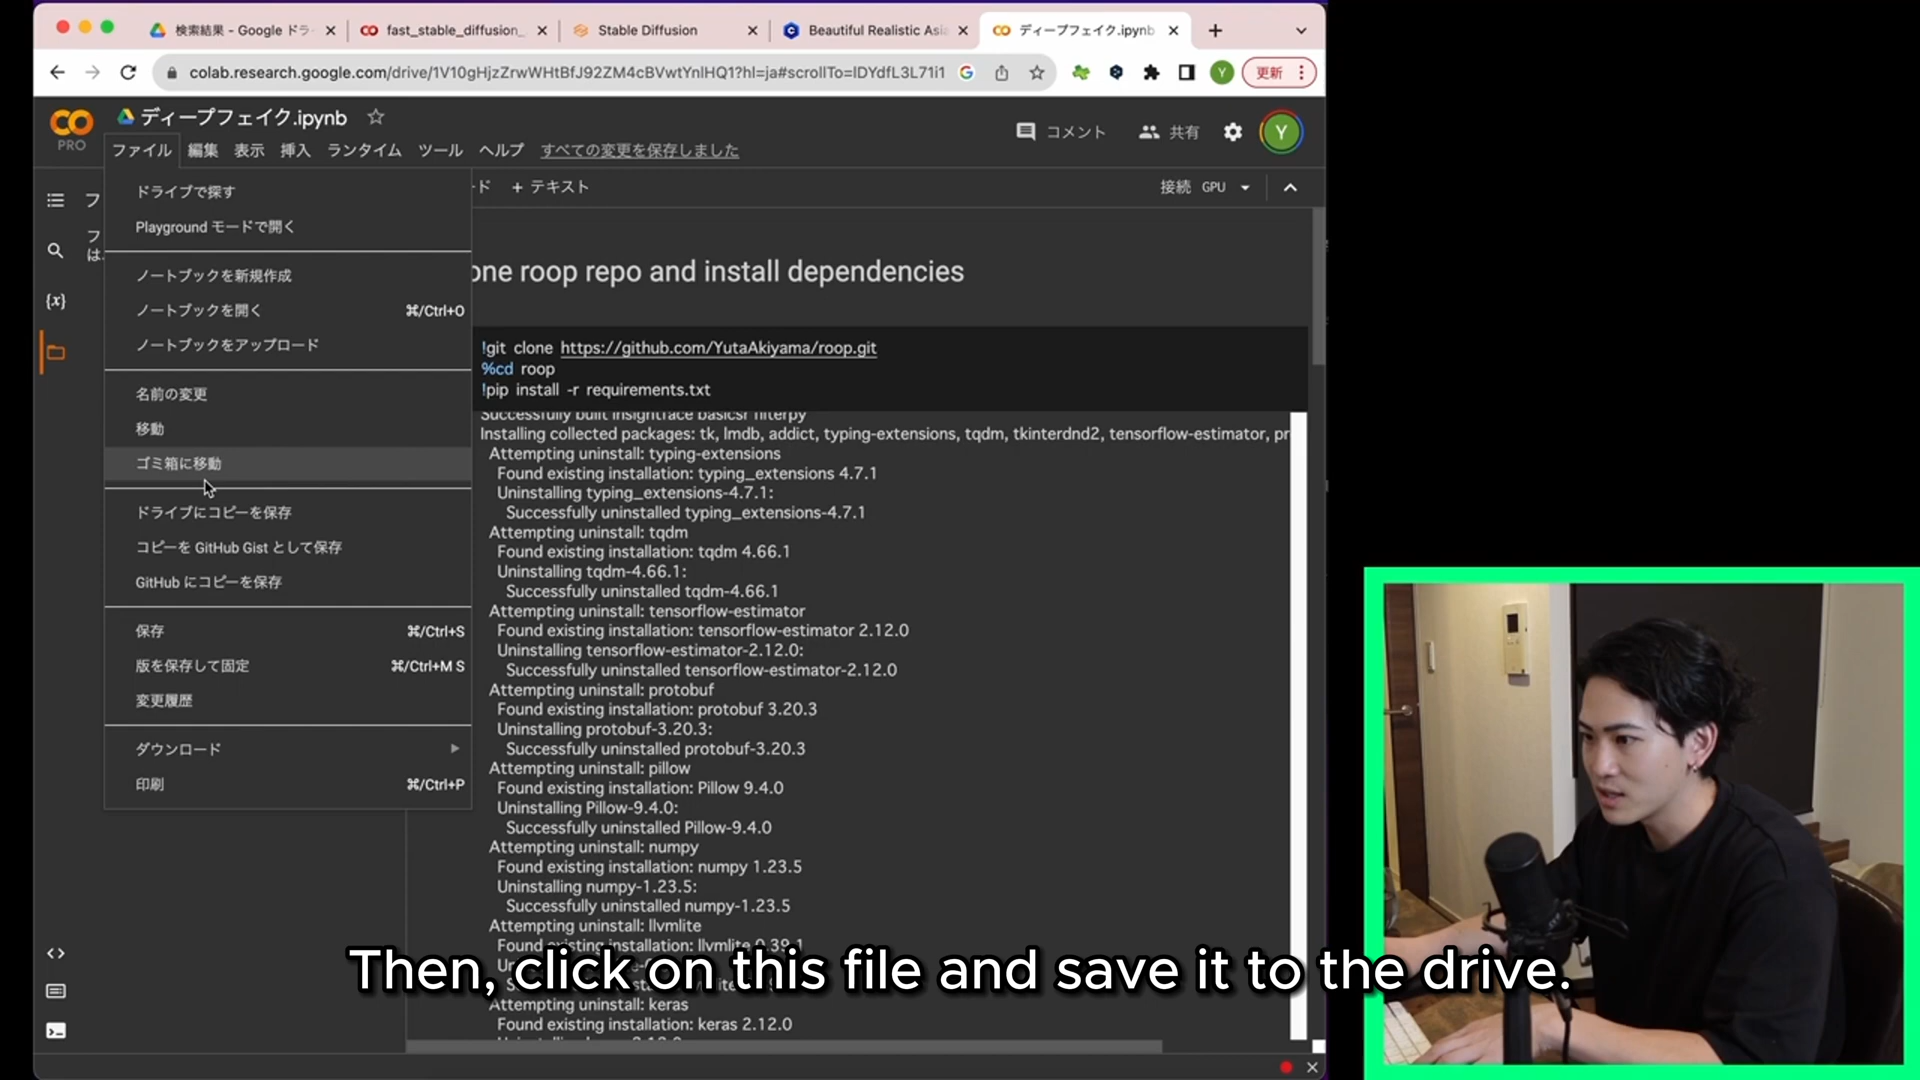 検索結果 - Google ドラ
fast_stable_diffusion_
Stable Diffusion
Beautiful Realistic Asia
ディープフェイク.ipynb
colab.research.google.com/drive/1V10gHjzZrwWHtBfJ92ZM4cBVwtYnlHQ1?hl=ja#scrollTo=lDYdfL3L71i1
Y
更新
CO
PRO
ディープフェイク.ipynb
コメント
共有
Y
ファイル 編集 表示 挿入 ランタイム ツール ヘルプ すべての変更を保存しました
ード + テキスト
接続 GPU
フ
フ
は.
{x}
ドライブで探す
Playground モードで開く
ノートブックを新規作成
ノートブックを開く ⌘/Ctrl+O
ノートブックをアップロード
名前の変更
移動
ゴミ箱に移動
ドライブにコピーを保存
コピーを GitHub Gist として保存
GitHub にコピーを保存
保存 ⌘/Ctrl+S
版を保存して固定 ⌘/Ctrl+M S
変更履歴
ダウンロード
印刷 ⌘/Ctrl+P
one roop repo and install dependencies
!git clone https://github.com/YutaAkiyama/roop.git
%cd roop
!pip install -r requirements.txt
Successfully built insightface basicsr filterpy
Installing collected packages: tk, lmdb, addict, typing-extensions, tqdm, tkinterdnd2, tensorflow-estimator, pr
Attempting uninstall: typing-extensions
Found existing installation: typing_extensions 4.7.1
Uninstalling typing_extensions-4.7.1:
Successfully uninstalled typing_extensions-4.7.1
Attempting uninstall: tqdm
Found existing installation: tqdm 4.66.1
Uninstalling tqdm-4.66.1:
Successfully uninstalled tqdm-4.66.1
Attempting uninstall: tensorflow-estimator
Found existing installation: tensorflow-estimator 2.12.0
Uninstalling tensorflow-estimator-2.12.0:
Successfully uninstalled tensorflow-estimator-2.12.0
Attempting uninstall: protobuf
Found existing installation: protobuf 3.20.3
Uninstalling protobuf-3.20.3:
Successfully uninstalled protobuf-3.20.3
Attempting uninstall: pillow
Found existing installation: Pillow 9.4.0
Uninstalling Pillow-9.4.0:
Successfully uninstalled Pillow-9.4.0
Attempting uninstall: numpy
Found existing installation: numpy 1.23.5
Uninstalling numpy-1.23.5:
Successfully uninstalled numpy-1.23.5
Attempting uninstall: llvmlite
Found existing installation: llvmlite 0.39.1
Then, click on this file and save it to the drive.
Attempting uninstall: keras
Found existing installation: keras 2.12.0